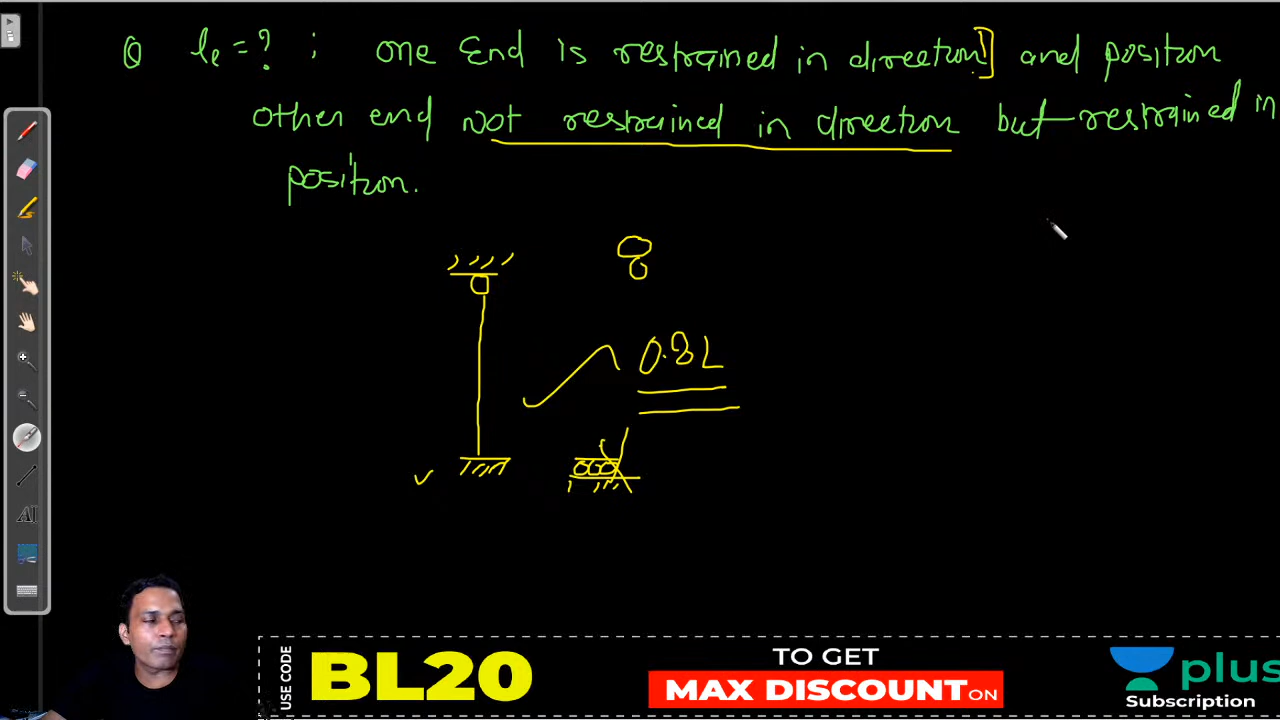 Q le = ? ; one End is restrained in direction] and position
other end not restrained in direction but restrained in
position.
0.8L
AI
USE CODE
BL20
TO GET
MAX DISCOUNT ON
plus
Subscription